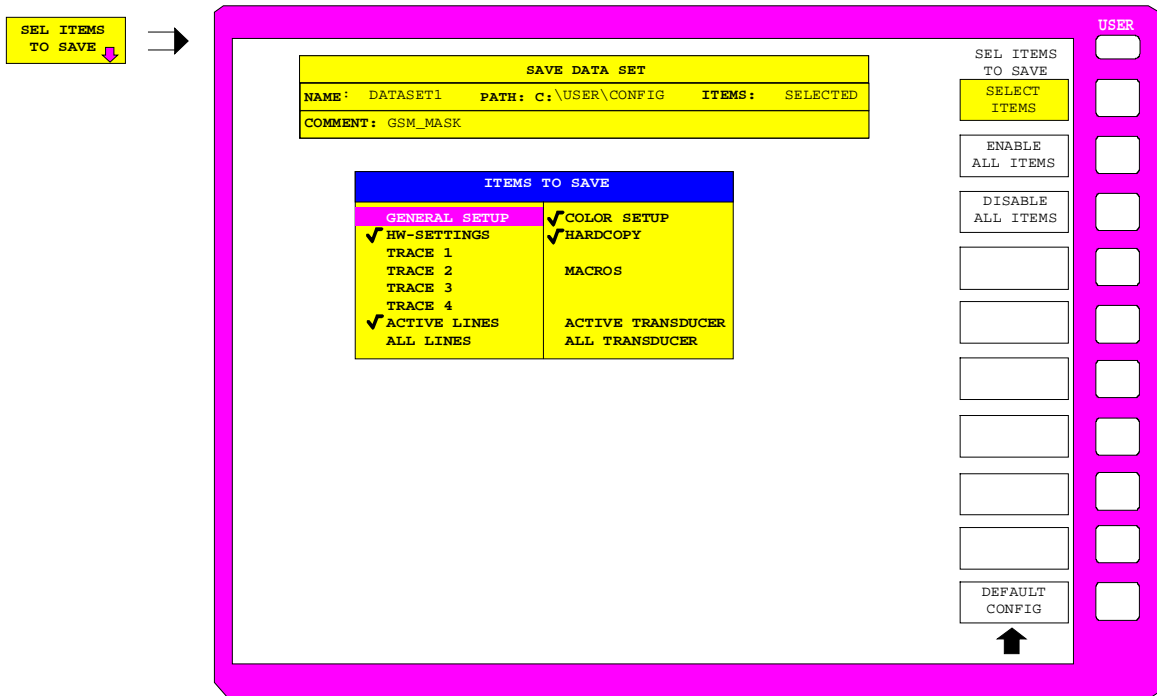 SEL ITEMS
TO SAVE
USER
SAVE DATA SET
NAME: DATASET1 PATH: C:\USER\CONFIG ITEMS: SELECTED
COMMENT: GSM_MASK
ITEMS TO SAVE
GENERAL SETUP
√ HW-SETTINGS
TRACE 1
TRACE 2
TRACE 3
TRACE 4
√ ACTIVE LINES
ALL LINES
√ COLOR SETUP
√ HARDCOPY
MACROS
ACTIVE TRANSDUCER
ALL TRANSDUCER
SEL ITEMS
TO SAVE
SELECT
ITEMS
ENABLE
ALL ITEMS
DISABLE
ALL ITEMS
DEFAULT
CONFIG